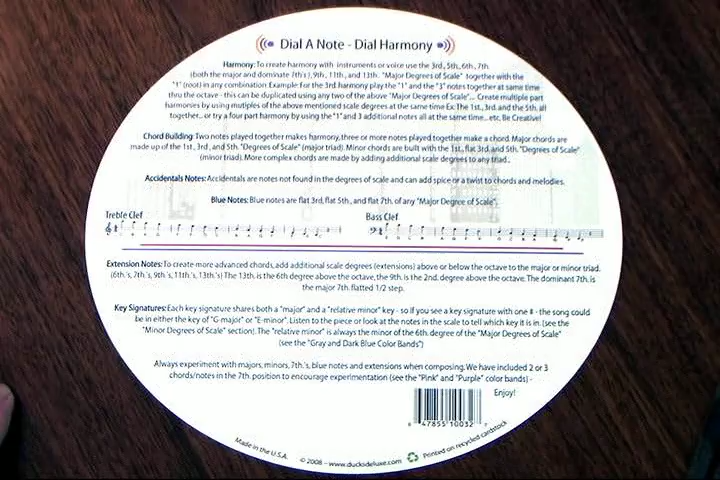 Dial A Note - Dial Harmony
Harmony: To create harmony with instruments or voice use the 3rd, 5th, 6th, 7th.
(both the major and dominate 7th's), 9th, 11th, and 13th. "Major Degrees of Scale" together with the
"1" (root) in any combination. Example: For the 3rd. harmony play the "1" and the "3" notes together at same time
thru the octave - this can be duplicated using any two of the above "Major Degrees of Scale"... Create multiple part
harmonies by using mutiples of the above mentioned scale degrees at the same time Ex: The 1st., 3rd. and the 5th. all
together.. or try a four part harmony by using the "1" and 3 additional notes all at the same time... etc, Be Creative!
Chord Building: Two notes played together makes harmony, three or more notes played together make a chord. Major chords are
made up of the 1st., 3rd., and 5th. "Degrees of Scale" (major triad). Minor chords are built with the 1st., flat 3rd. and 5th. "Degrees of Scale"
(minor triad). More complex chords are made by adding additional scale degrees to any triad.
Accidentals Notes: Accidentals are notes not found in the degrees of scale and can add spice or a twist to chords and melodies.
Blue Notes: Blue notes are flat 3rd, flat 5th., and flat 7th. of any "Major Degree of Scale".
Treble Clef
Bass Clef
Extension Notes: To create more advanced chords, add additional scale degrees (extensions) above or below the octave to the major or minor triad.
(6th.'s, 7th.'s, 9th.'s, 11th.'s, 13th.'s) The 13th. is the 6th. degree above the octave, the 9th. is the 2nd. degree above the octave. The dominant 7th. is
the major 7th. flatted 1/2 step.
Key Signatures: Each key signature shares both a "major" and a "relative minor" key - so if you see a key signature with one # - the song could
be in either the key of "G-major" or "E-minor". Listen to the piece or look at the notes in the scale to tell which key it is in. (see the
"Minor Degrees of Scale" section). The "relative minor" is always the minor of the 6th. degree of the "Major Degrees of Scale"
(see the "Gray and Dark Blue Color Bands")
Always experiment with majors, minors, 7th.'s, blue notes and extensions when composing. We have included 2 or 3
chords/notes in the 7th. position to encourage experimentation (see the "Pink" and "Purple" color bands) -
Enjoy!
47855 10032
Made in the U.S.A. © 2008 - www.ducksdeluxe.com Printed on recycled cardstock